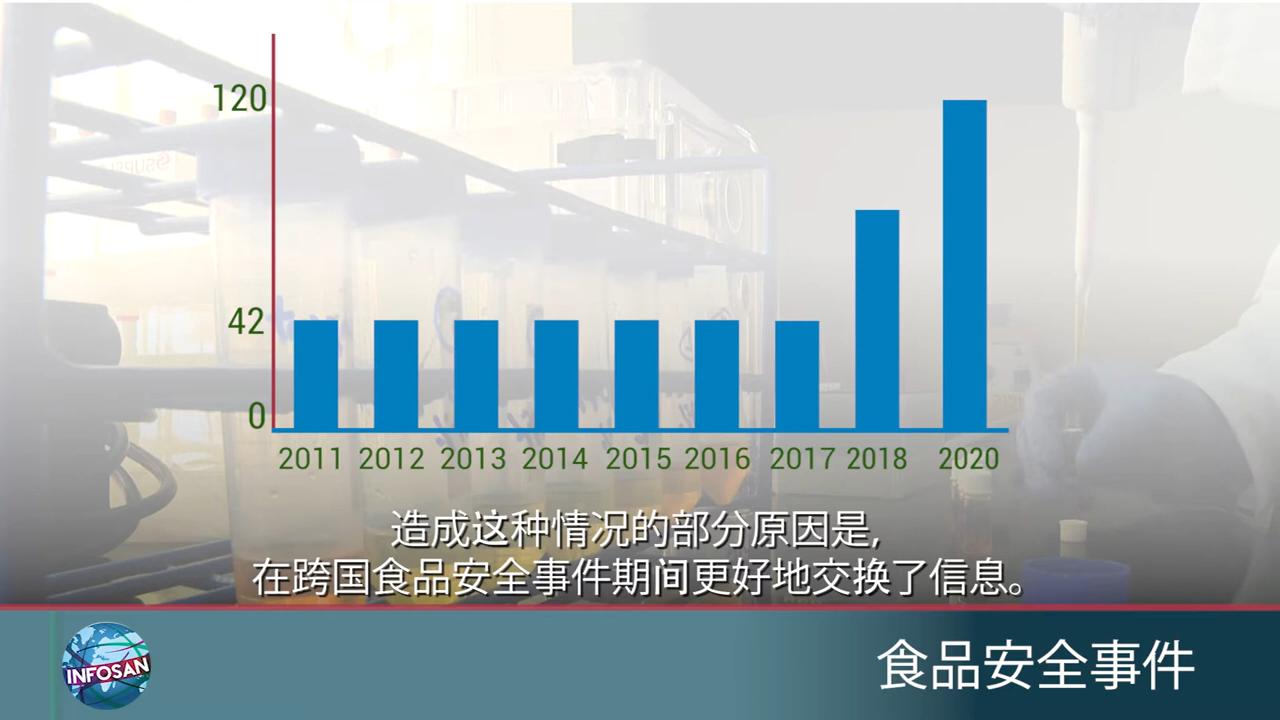 120
42
0
2011 2012 2013 2014 2015 2016 2017 2018 2020
造成这种情况的部分原因是,
在跨国食品安全事件期间更好地交换了信息。
INFOSAN
食品安全事件